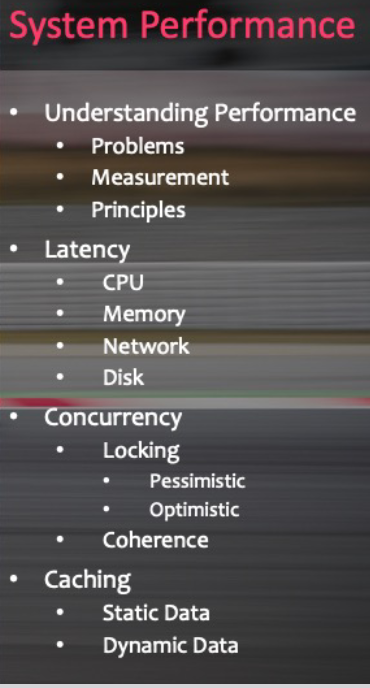 System Performance
• Understanding Performance
• Problems
• Measurement
• Principles
• Latency
• CPU
• Memory
• Network
• Disk
• Concurrency
• Locking
• Pessimistic
• Optimistic
• Coherence
• Caching
• Static Data
• Dynamic Data